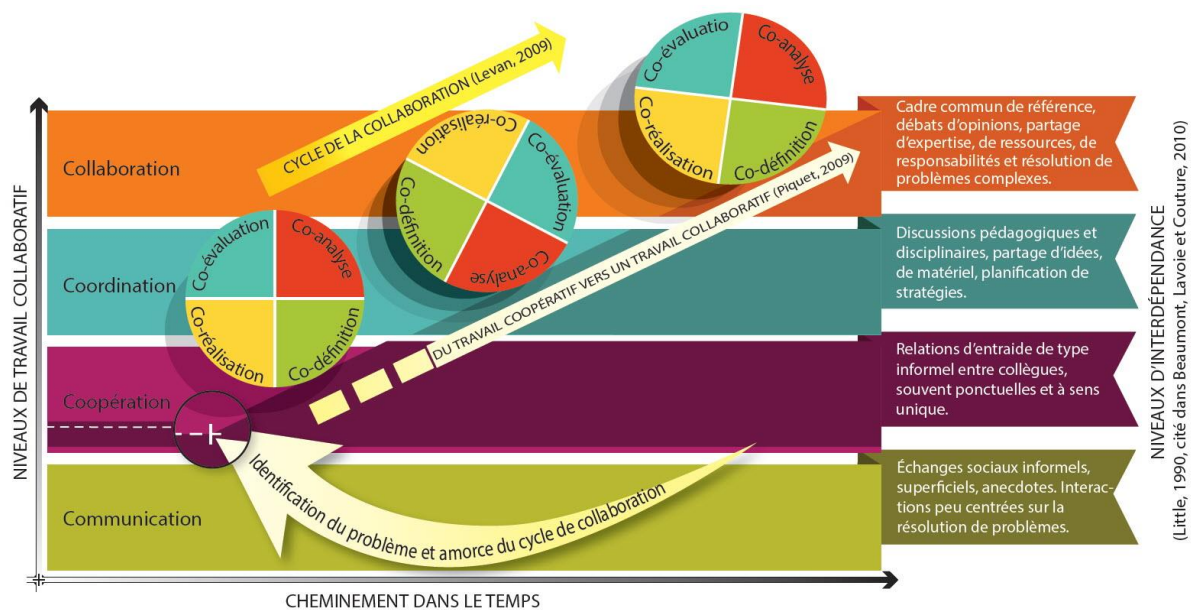 NIVEAUX DE TRAVAIL COLLABORATIF
CYCLE DE LA COLLABORATION (Levan, 2009)
Co-évaluatio
Co-analyse
Co-réalisation
Co-définition
Co-réalisation
Co-évaluation
Co-définition
Co-analyse
Co-évaluation
Co-analyse
Co-réalisation
Co-définition
DU TRAVAIL COOPÉRATIF VERS UN TRAVAIL COLLABORATIF (Piquet, 2009)
Collaboration
Cadre commun de référence,
débats d'opinions, partage
d'expertise, de ressources, de
responsabilités et résolution de
problèmes complexes.
Coordination
Discussions pédagogiques et
disciplinaires, partage d'idées,
de matériel, planification de
stratégies.
Coopération
Relations d'entraide de type
informel entre collègues,
souvent ponctuelles et à sens
unique.
Identification du problème et amorce du cycle de collaboration
Communication
Échanges sociaux informels,
superficiels, anecdotes. Interac-
tions peu centrées sur la
résolution de problèmes.
NIVEAUX D'INTERDÉPENDANCE
(Little, 1990, cité dans Beaumont, Lavoie et Couture, 2010)
CHEMINEMENT DANS LE TEMPS